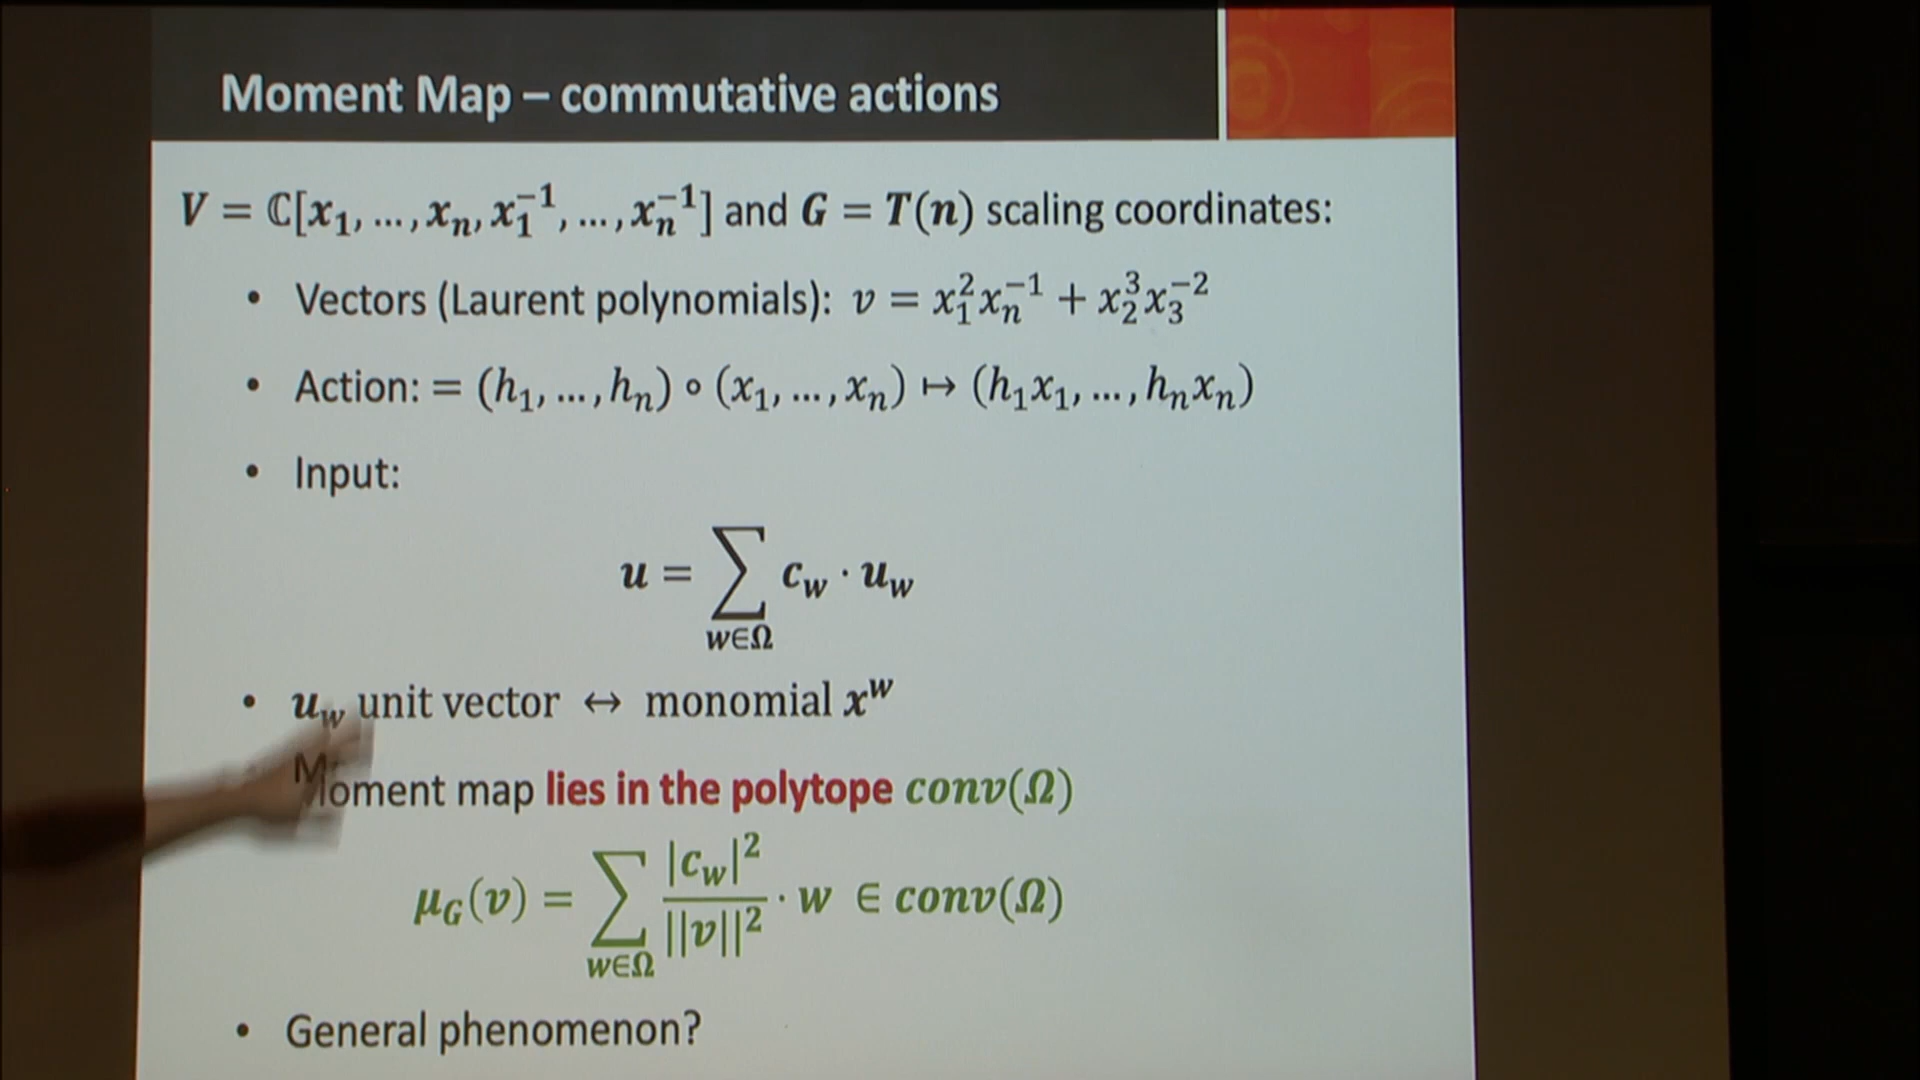 Moment Map – commutative actions
V = ℂ[x₁, …, xₙ, x₁⁻¹, …, xₙ⁻¹] and G = T(n) scaling coordinates:
• Vectors (Laurent polynomials): v = x₁²xₙ⁻¹ + x₂³x₃⁻²
• Action: = (h₁, …, hₙ) ∘ (x₁, …, xₙ) ↦ (h₁x₁, …, hₙxₙ)
• Input:
u = ∑_{w∈Ω} c_w · u_w
• u_w unit vector ↔ monomial x^w
Moment map lies in the polytope conv(Ω)
μ_G(v) = ∑_{w∈Ω} |c_w|² / ||v||² · w ∈ conv(Ω)
• General phenomenon?